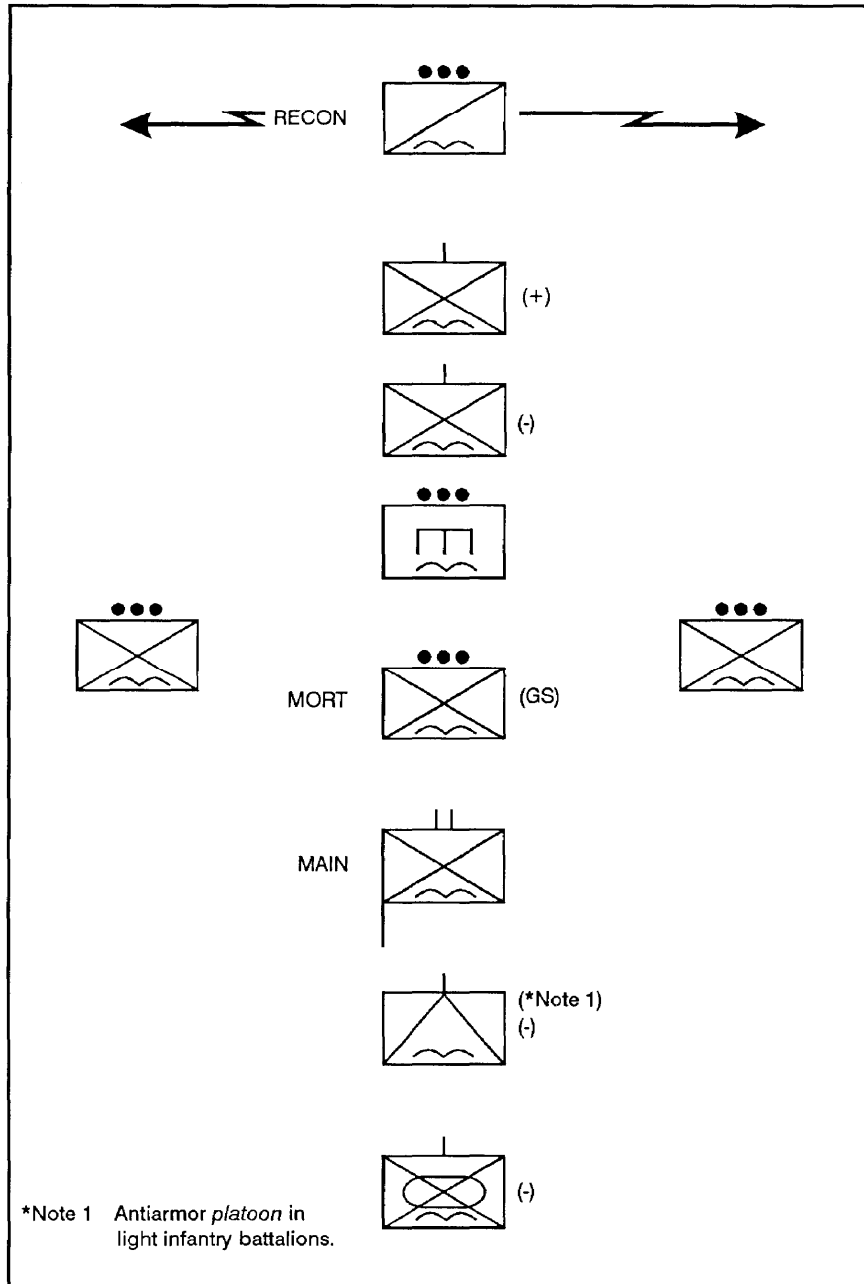 RECON
(+)
(-)
MORT (GS)
MAIN
(*Note 1)
(-)
(-)
*Note 1 Antiarmor platoon in
light infantry battalions.